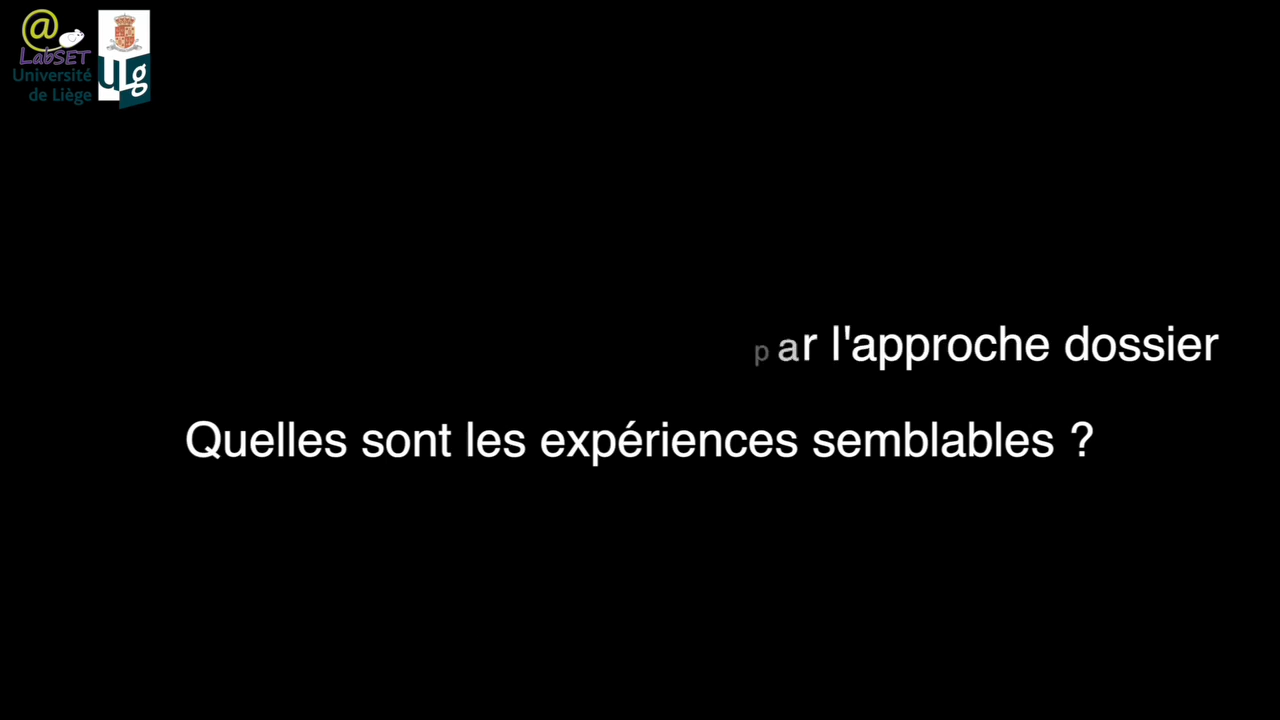 @
LabSET
Université
de Liège
ULg
par l'approche dossier
Quelles sont les expériences semblables ?